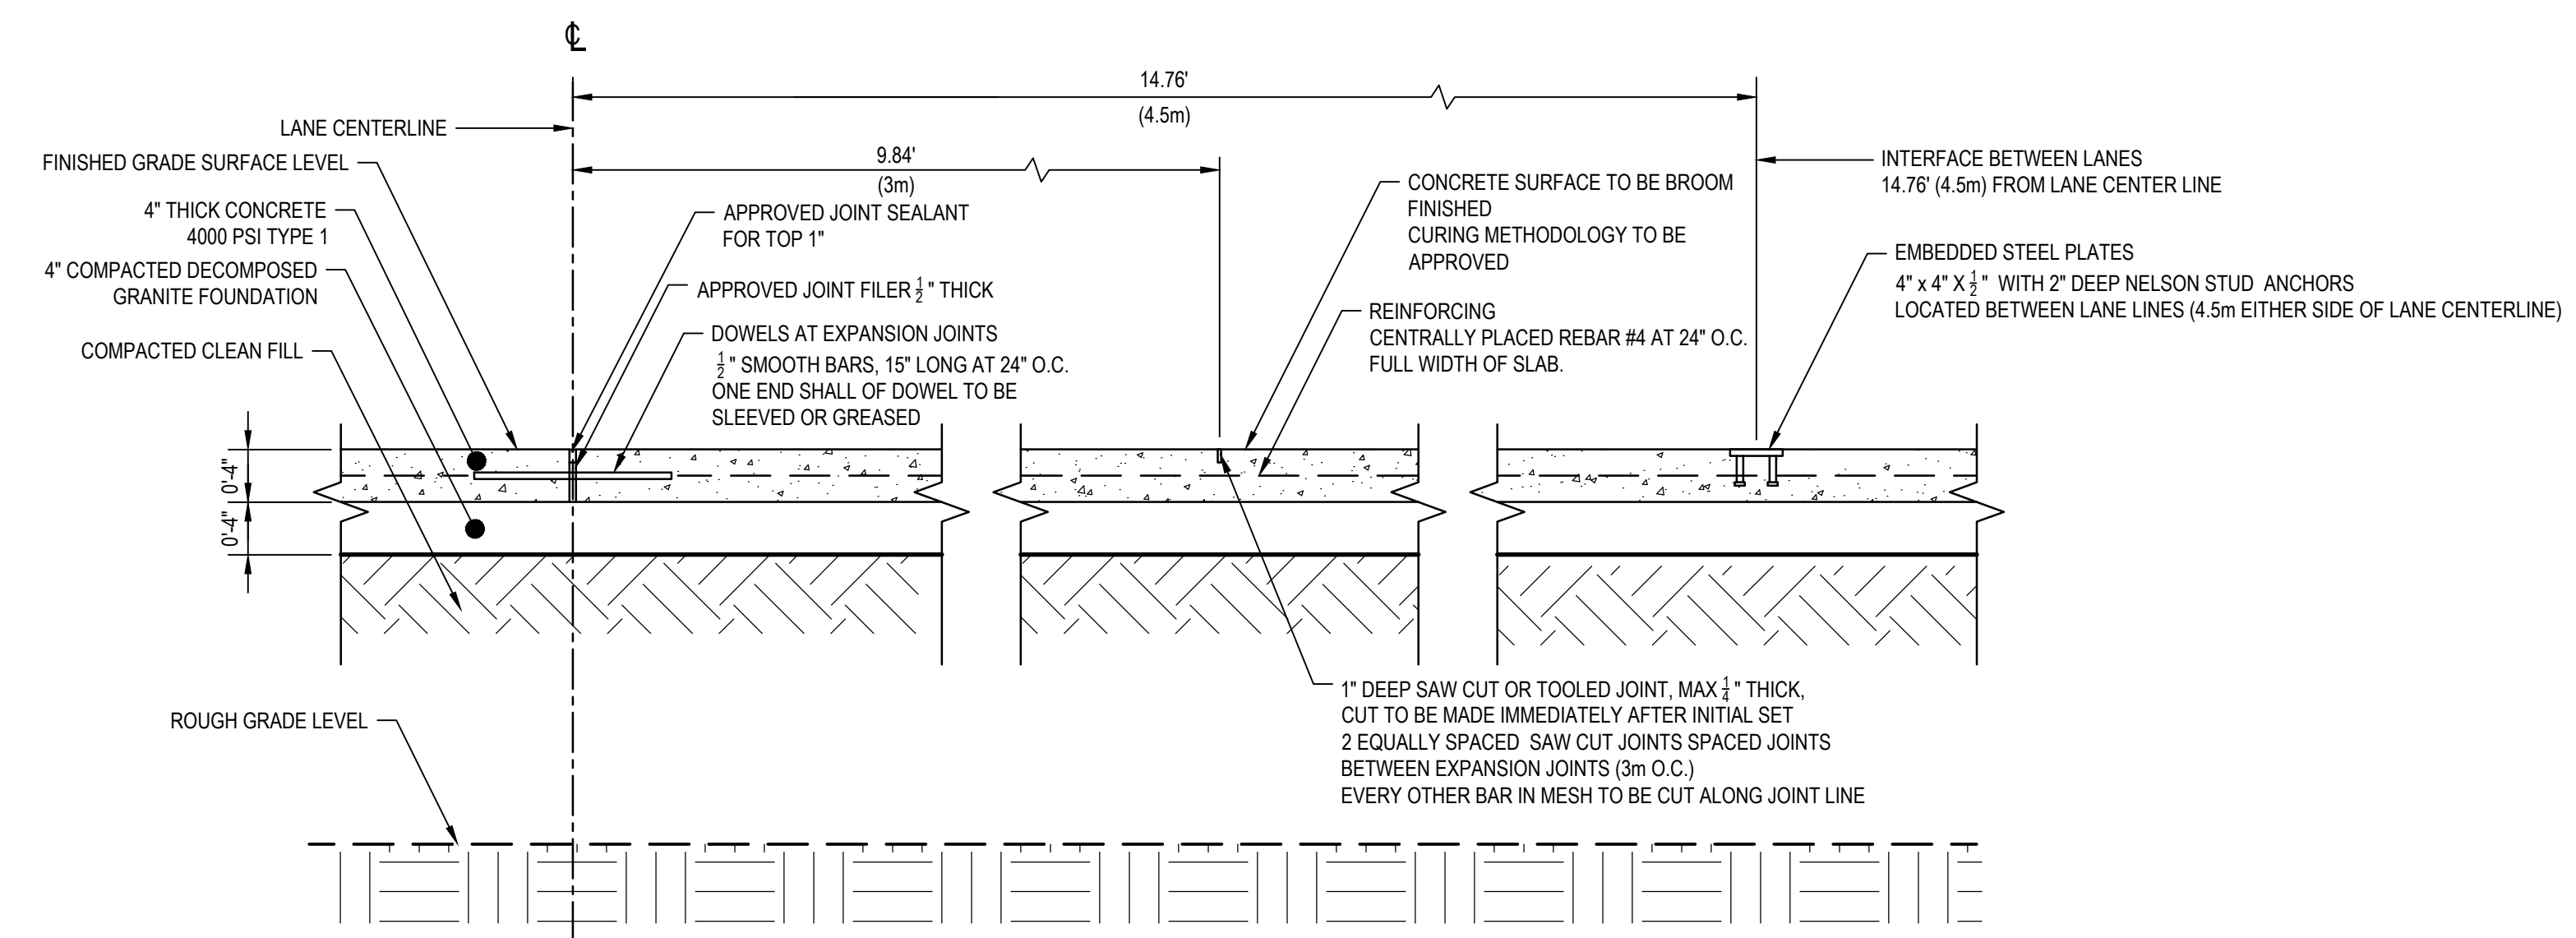 ℄
14.76'
(4.5m)
LANE CENTERLINE
9.84'
(3m)
FINISHED GRADE SURFACE LEVEL
4" THICK CONCRETE
4000 PSI TYPE 1
4" COMPACTED DECOMPOSED
GRANITE FOUNDATION
COMPACTED CLEAN FILL
APPROVED JOINT SEALANT
FOR TOP 1"
APPROVED JOINT FILER 1/2" THICK
DOWELS AT EXPANSION JOINTS
1/2" SMOOTH BARS, 15" LONG AT 24" O.C.
ONE END SHALL OF DOWEL TO BE
SLEEVED OR GREASED
CONCRETE SURFACE TO BE BROOM
FINISHED
CURING METHODOLOGY TO BE
APPROVED
REINFORCING
CENTRALLY PLACED REBAR #4 AT 24" O.C.
FULL WIDTH OF SLAB.
INTERFACE BETWEEN LANES
14.76' (4.5m) FROM LANE CENTER LINE
EMBEDDED STEEL PLATES
4" x 4" X 1/2" WITH 2" DEEP NELSON STUD ANCHORS
LOCATED BETWEEN LANE LINES (4.5m EITHER SIDE OF LANE CENTERLINE)
0'-4"
0'-4"
1" DEEP SAW CUT OR TOOLED JOINT, MAX 1/4" THICK,
CUT TO BE MADE IMMEDIATELY AFTER INITIAL SET
2 EQUALLY SPACED SAW CUT JOINTS SPACED JOINTS
BETWEEN EXPANSION JOINTS (3m O.C.)
EVERY OTHER BAR IN MESH TO BE CUT ALONG JOINT LINE
ROUGH GRADE LEVEL